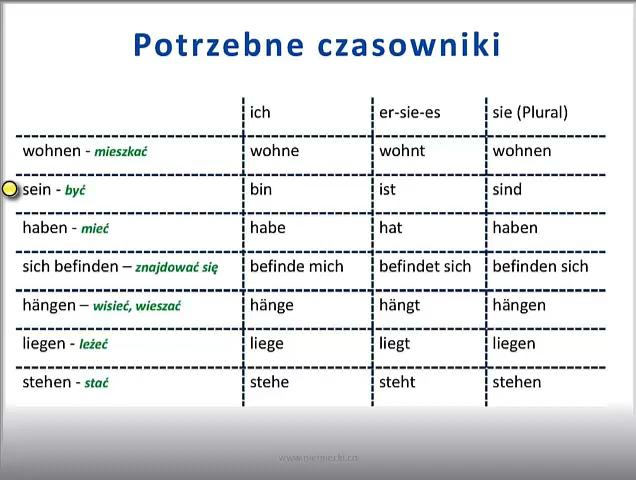 Potrzebne czasowniki
ich er-sie-es sie (Plural)
wohnen - mieszkać wohne wohnt wohnen
sein - być bin ist sind
haben - mieć habe hat haben
sich befinden – znajdować się befinde mich befindet sich befinden sich
hängen – wisieć, wieszać hänge hängt hängen
liegen - leżeć liege liegt liegen
stehen - stać stehe steht stehen